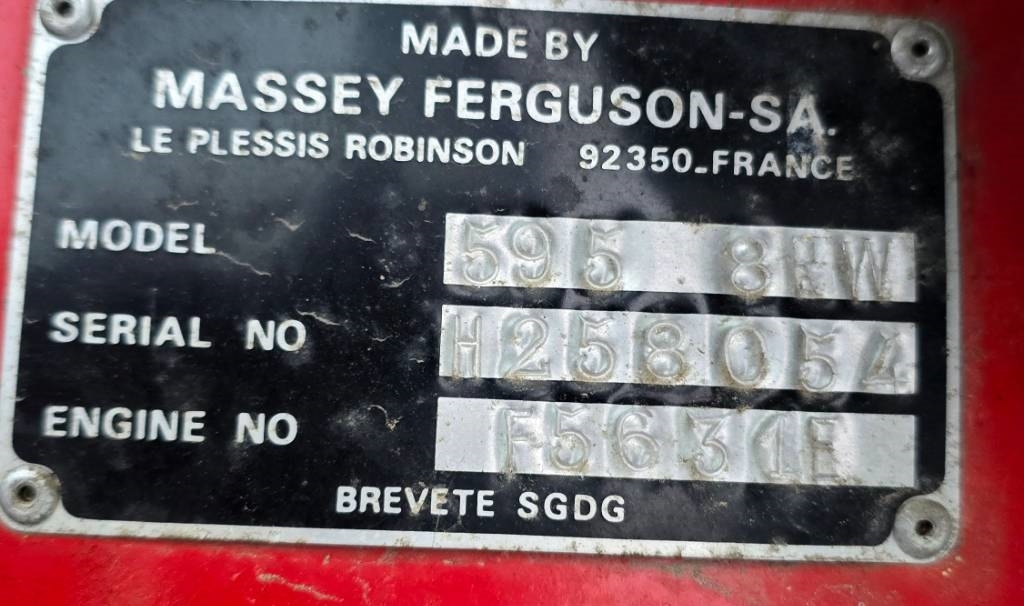 MADE BY
MASSEY FERGUSON-SA.
LE PLESSIS ROBINSON 92350-FRANCE
MODEL 595 8
SERIAL NO H258054
ENGINE NO F5631E
BREVETE SGDG